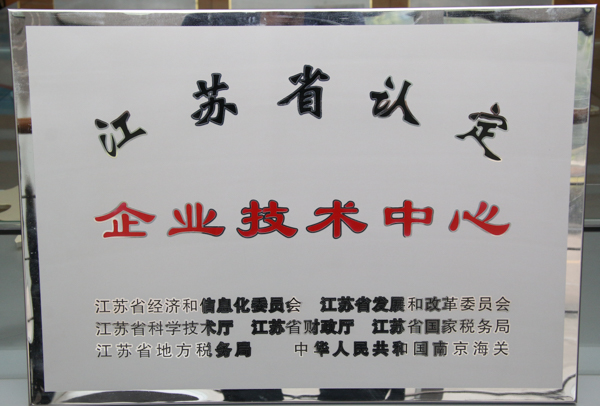 江苏省认定
企业技术中心
江苏省经济和信息化委员会 江苏省发展和改革委员会
江苏省科学技术厅 江苏省财政厅 江苏省国家税务局
江苏省地方税务局 中华人民共和国南京海关